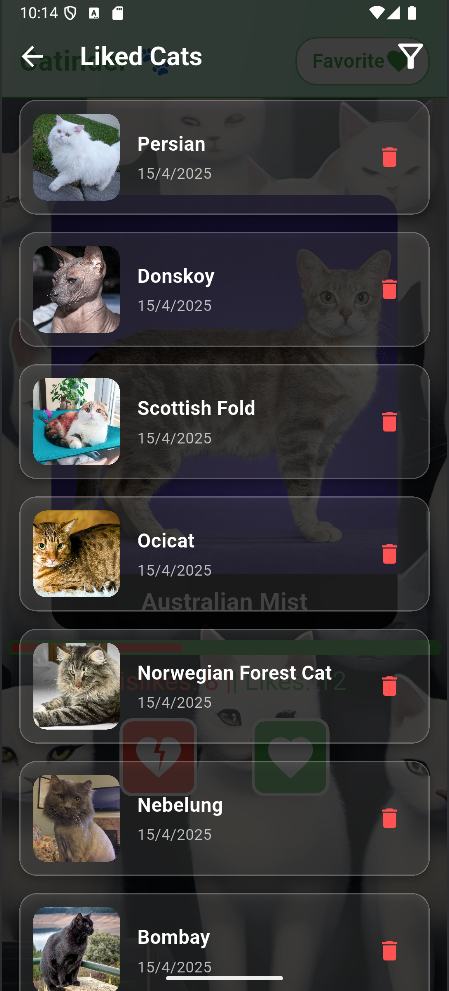 10:14
Catinder
Liked Cats
Favorite
Persian
15/4/2025
Donskoy
15/4/2025
Scottish Fold
15/4/2025
Ocicat
15/4/2025
Australian Mist
Norwegian Forest Cat
15/4/2025
Likes: 12
Nebelung
15/4/2025
Bombay
15/4/2025